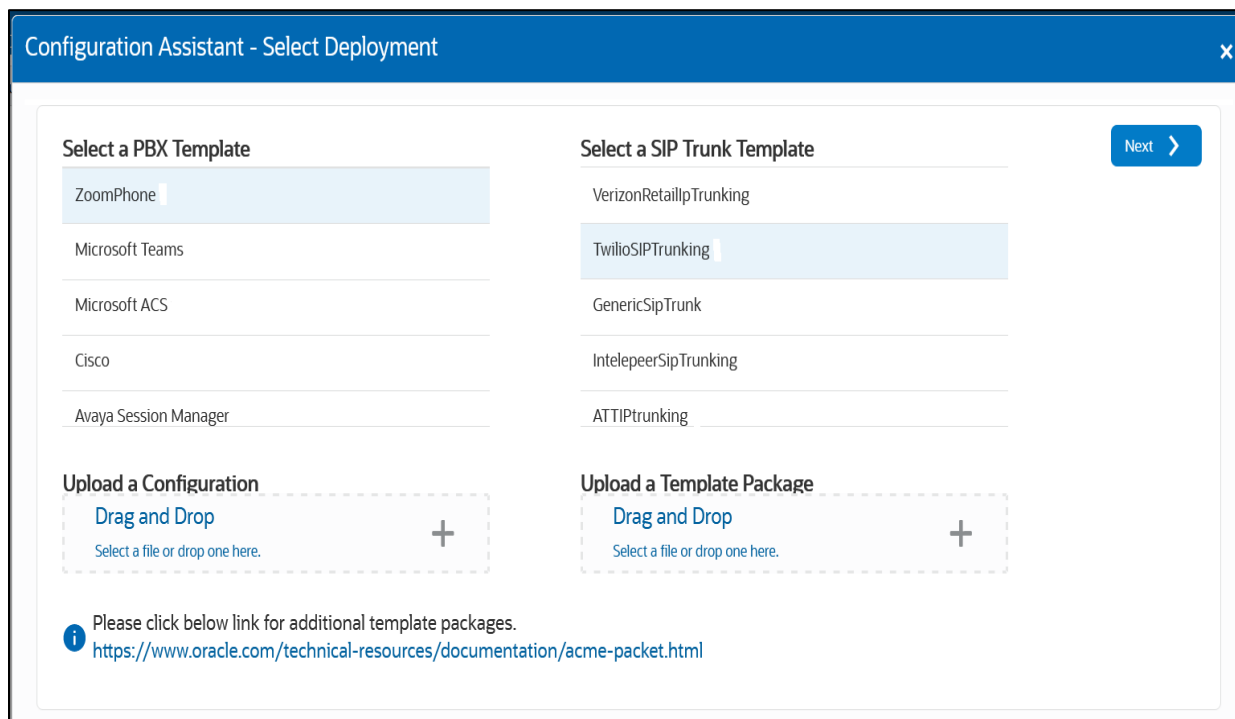 Configuration Assistant - Select Deployment
x
Select a PBX Template
ZoomPhone
Microsoft Teams
Microsoft ACS
Cisco
Avaya Session Manager
Select a SIP Trunk Template
VerizonRetailIpTrunking
TwilioSIPTrunking
GenericSipTrunk
IntelepeerSipTrunking
ATTIPtrunking
Next
Upload a Configuration
Drag and Drop
Select a file or drop one here.
Upload a Template Package
Drag and Drop
Select a file or drop one here.
Please click below link for additional template packages.
https://www.oracle.com/technical-resources/documentation/acme-packet.html